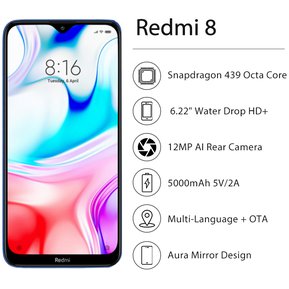 Redmi 8
8:16
Snapdragon 439 Octa Core
6.22" Water Drop HD+
12MP AI Rear Camera
5000mAh 5V/2A
Multi-Language + OTA
Aura Mirror Design
Redmi